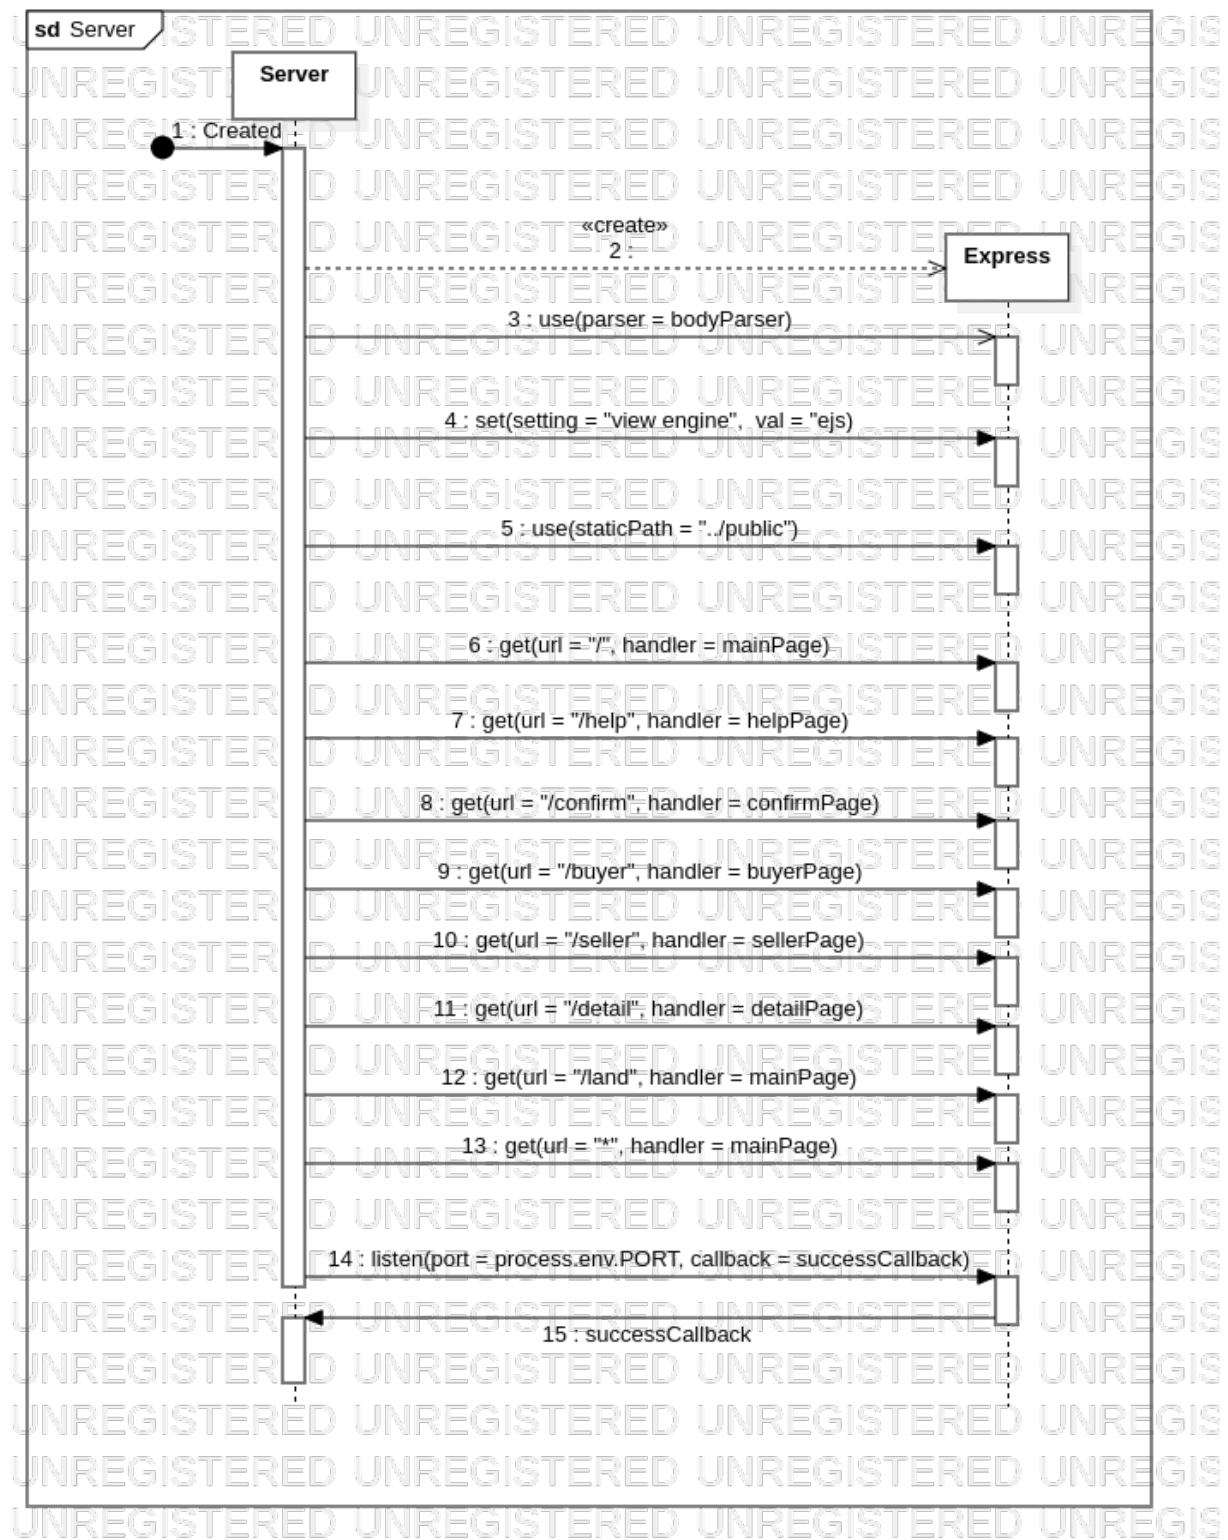 sd Server
Server
1 : Created
«create»
2 :
Express
3 : use(parser = bodyParser)
4 : set(setting = "view engine",  val = "ejs)
5 : use(staticPath = "../public")
6 : get(url = "/", handler = mainPage)
7 : get(url = "/help", handler = helpPage)
8 : get(url = "/confirm", handler = confirmPage)
9 : get(url = "/buyer", handler = buyerPage)
10 : get(url = "/seller", handler = sellerPage)
11 : get(url = "/detail", handler = detailPage)
12 : get(url = "/land", handler = mainPage)
13 : get(url = "*", handler = mainPage)
14 : listen(port = process.env.PORT, callback = successCallback)
15 : successCallback
UNREGISTERED UNREGISTERED UNREGISTERED UNREGIS